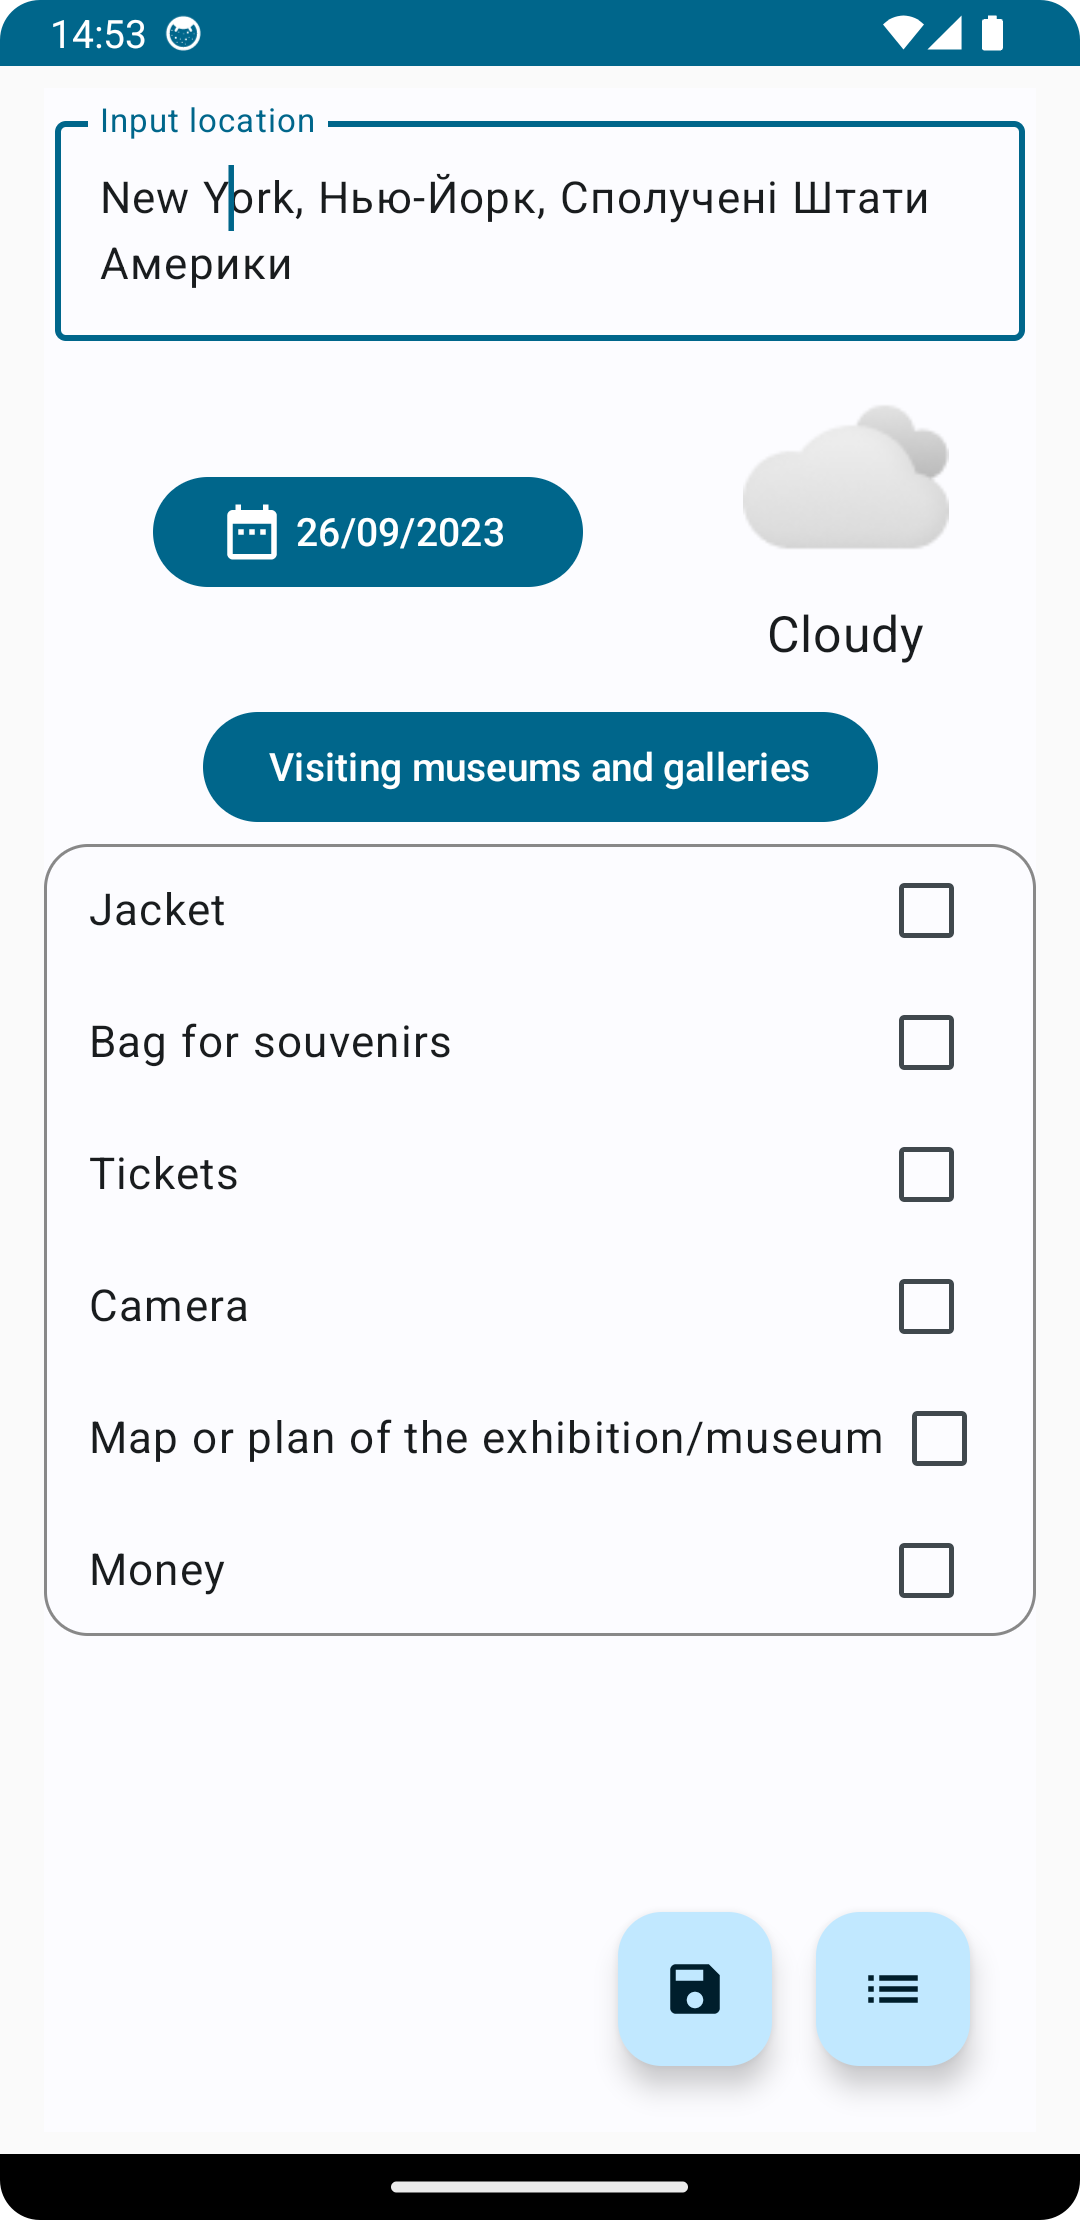 14:53
Input location
New York, Нью-Йорк, Сполучені Штати
Америки
26/09/2023
Cloudy
Visiting museums and galleries
Jacket
Bag for souvenirs
Tickets
Camera
Map or plan of the exhibition/museum
Money